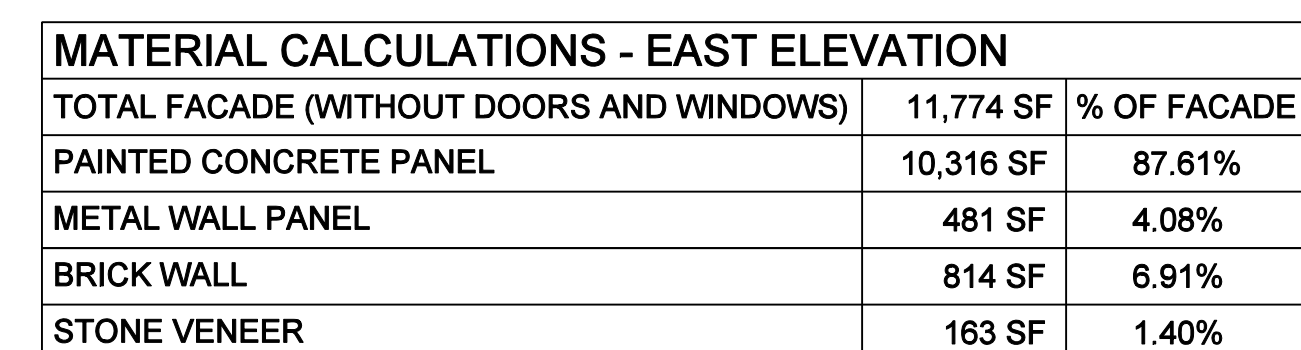 MATERIAL CALCULATIONS - EAST ELEVATION
TOTAL FACADE (WITHOUT DOORS AND WINDOWS) 11,774 SF % OF FACADE
PAINTED CONCRETE PANEL 10,316 SF 87.61%
METAL WALL PANEL 481 SF 4.08%
BRICK WALL 814 SF 6.91%
STONE VENEER 163 SF 1.40%